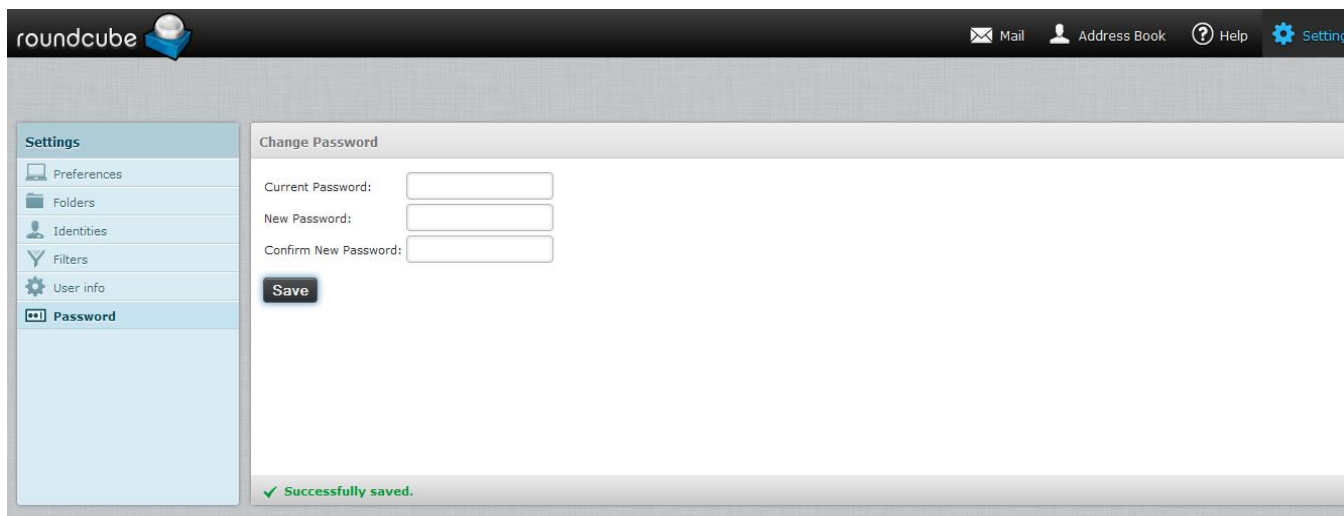 roundcube
Mail Address Book Help Setting
Settings
Preferences
Folders
Identities
Filters
User info
Password
Change Password
Current Password:
New Password:
Confirm New Password:
Save
Successfully saved.